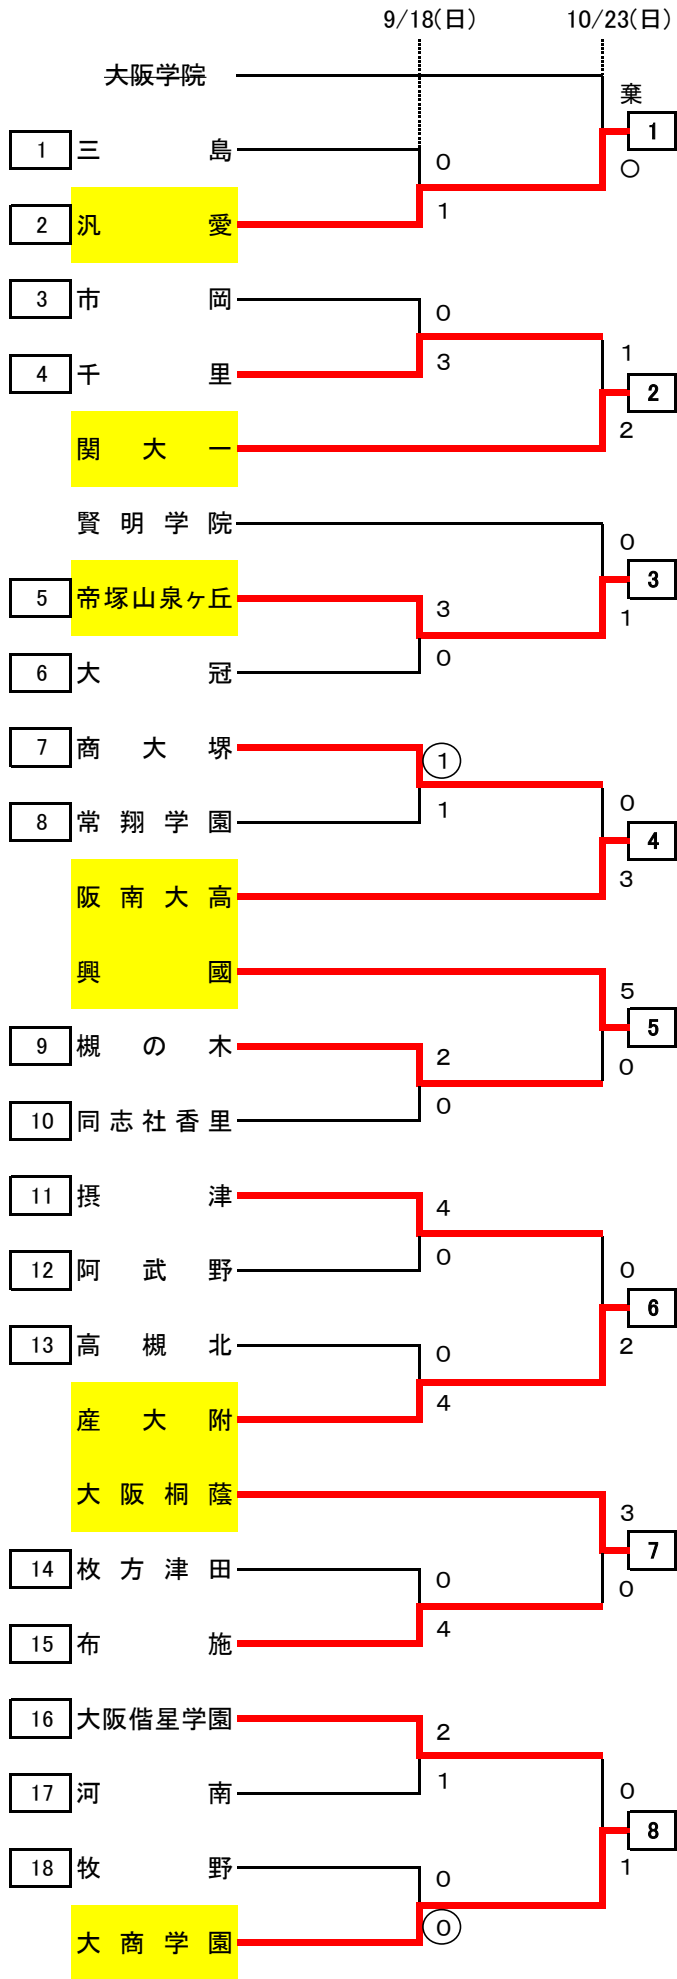 9/18(日) 10/23(日)
大阪学院
棄
1
1 三島
0
○
1
2 汎愛
3 市岡
0
3
1
4 千里
2
2
関大一
賢明学院
0
3
5 帝塚山泉ヶ丘
3
1
0
6 大冠
7 商大堺
1
1
0
8 常翔学園
4
3
阪南大高
興國
5
5
9 槻の木
2
0
0
10 同志社香里
11 摂津
4
0
0
12 阿武野
6
13 高槻北
0
2
4
産大附
大阪桐蔭
3
7
14 枚方津田
0
0
4
15 布施
16 大阪偕星学園
2
1
0
17 河南
8
18 牧野
0
1
0
大商学園